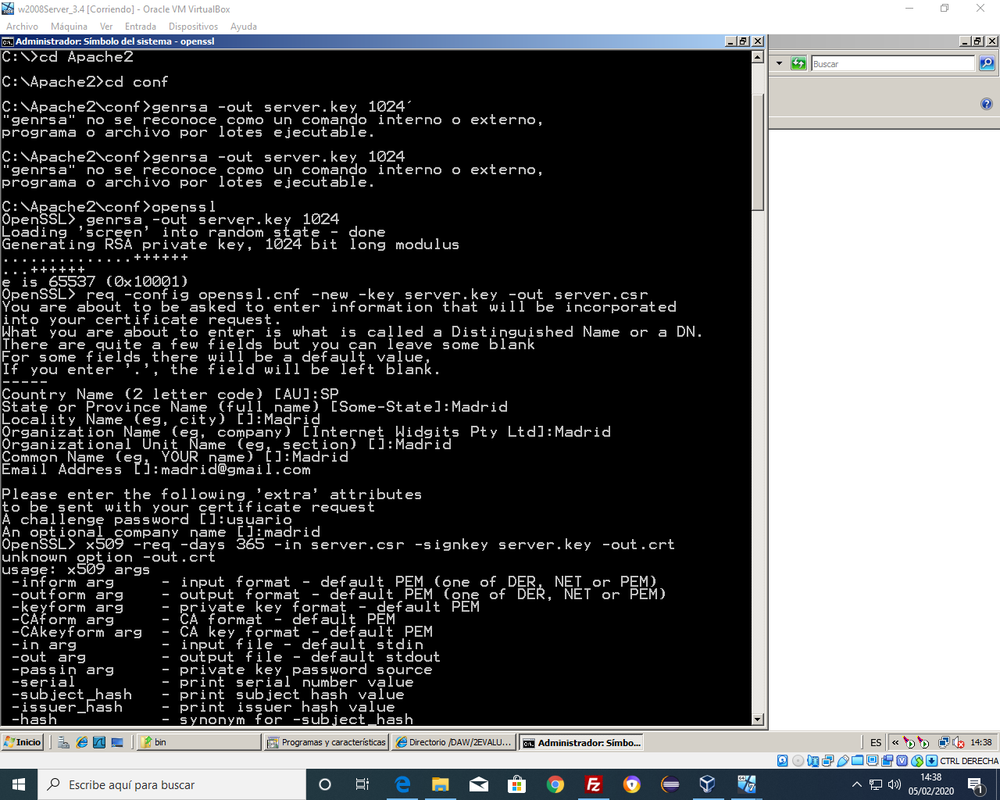 w2008Server_3.4 [Corriendo] - Oracle VM VirtualBox
Archivo Máquina Ver Entrada Dispositivos Ayuda
Administrador: Símbolo del sistema - openssl
C:\>cd Apache2
C:\Apache2>cd conf
C:\Apache2\conf>genrsa -out server.key 1024´
"genrsa" no se reconoce como un comando interno o externo,
programa o archivo por lotes ejecutable.
C:\Apache2\conf>genrsa -out server.key 1024
"genrsa" no se reconoce como un comando interno o externo,
programa o archivo por lotes ejecutable.
C:\Apache2\conf>openssl
OpenSSL> genrsa -out server.key 1024
Loading 'screen' into random state - done
Generating RSA private key, 1024 bit long modulus
..............++++++
...++++++
e is 65537 (0x10001)
OpenSSL> req -config openssl.cnf -new -key server.key -out server.csr
You are about to be asked to enter information that will be incorporated
into your certificate request.
What you are about to enter is what is called a Distinguished Name or a DN.
There are quite a few fields but you can leave some blank
For some fields there will be a default value,
If you enter '.', the field will be left blank.
-----
Country Name (2 letter code) [AU]:SP
State or Province Name (full name) [Some-State]:Madrid
Locality Name (eg, city) []:Madrid
Organization Name (eg, company) [Internet Widgits Pty Ltd]:Madrid
Organizational Unit Name (eg, section) []:Madrid
Common Name (eg, YOUR name) []:Madrid
Email Address []:madrid@gmail.com
Please enter the following 'extra' attributes
to be sent with your certificate request
A challenge password []:usuario
An optional company name []:madrid
OpenSSL> x509 -req -days 365 -in server.csr -signkey server.key -out.crt
unknown option -out.crt
usage: x509 args
-inform arg - input format - default PEM (one of DER, NET or PEM)
-outform arg - output format - default PEM (one of DER, NET or PEM)
-keyform arg - private key format - default PEM
-CAform arg - CA format - default PEM
-CAkeyform arg - CA key format - default PEM
-in arg - input file - default stdin
-out arg - output file - default stdout
-passin arg - private key password source
-serial - print serial number value
-subject_hash - print subject hash value
-issuer_hash - print issuer hash value
-hash - synonym for -subject_hash
Buscar
Inicio bin Programas y características Directorio /DAW/2EVALU... Administrador: Símbo... ES « 14:38
CTRL DERECHA
Escribe aquí para buscar
14:38
05/02/2020
1